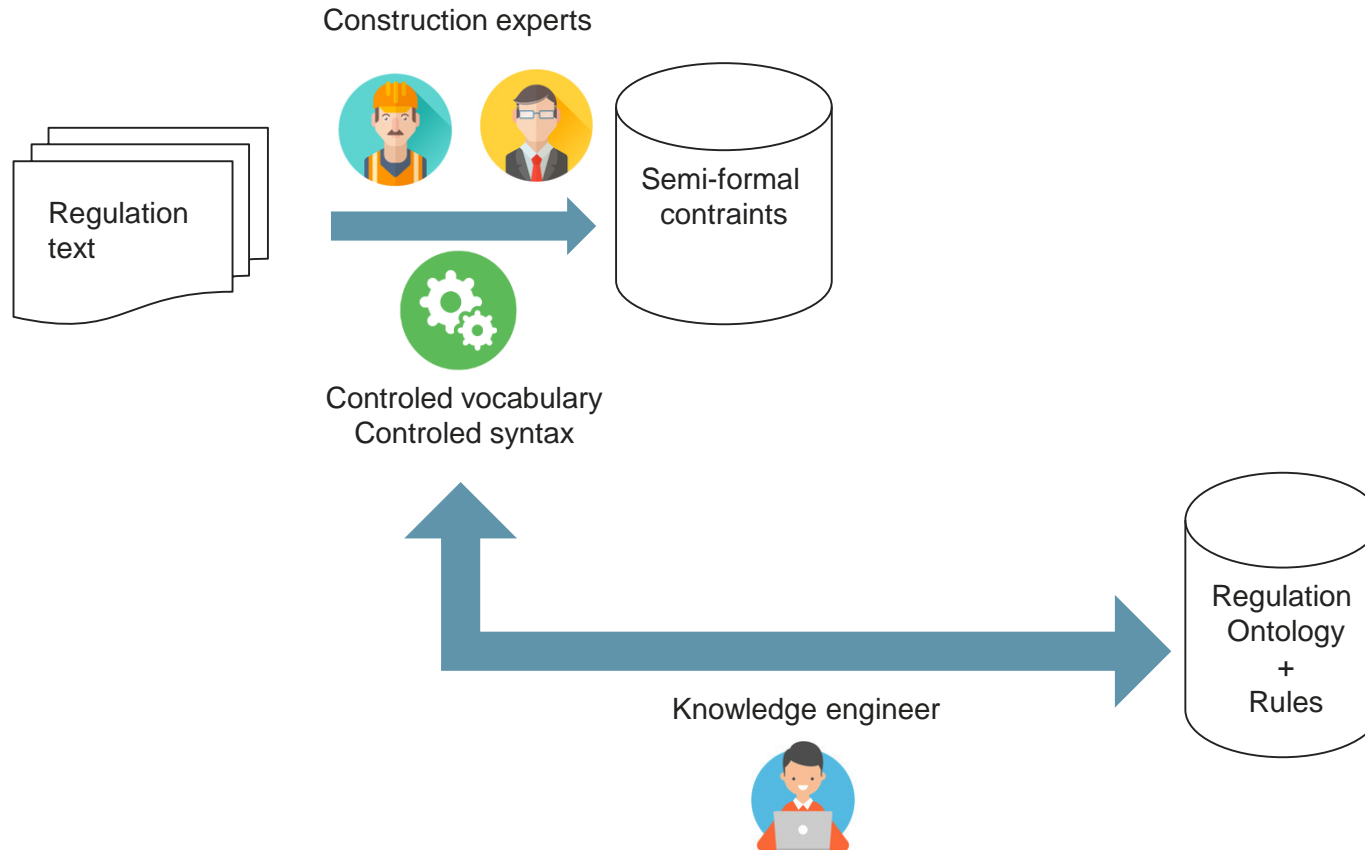 Construction experts
Regulation
text
Semi-formal
contraints
Controled vocabulary
Controled syntax
Regulation
Ontology
+
Rules
Knowledge engineer